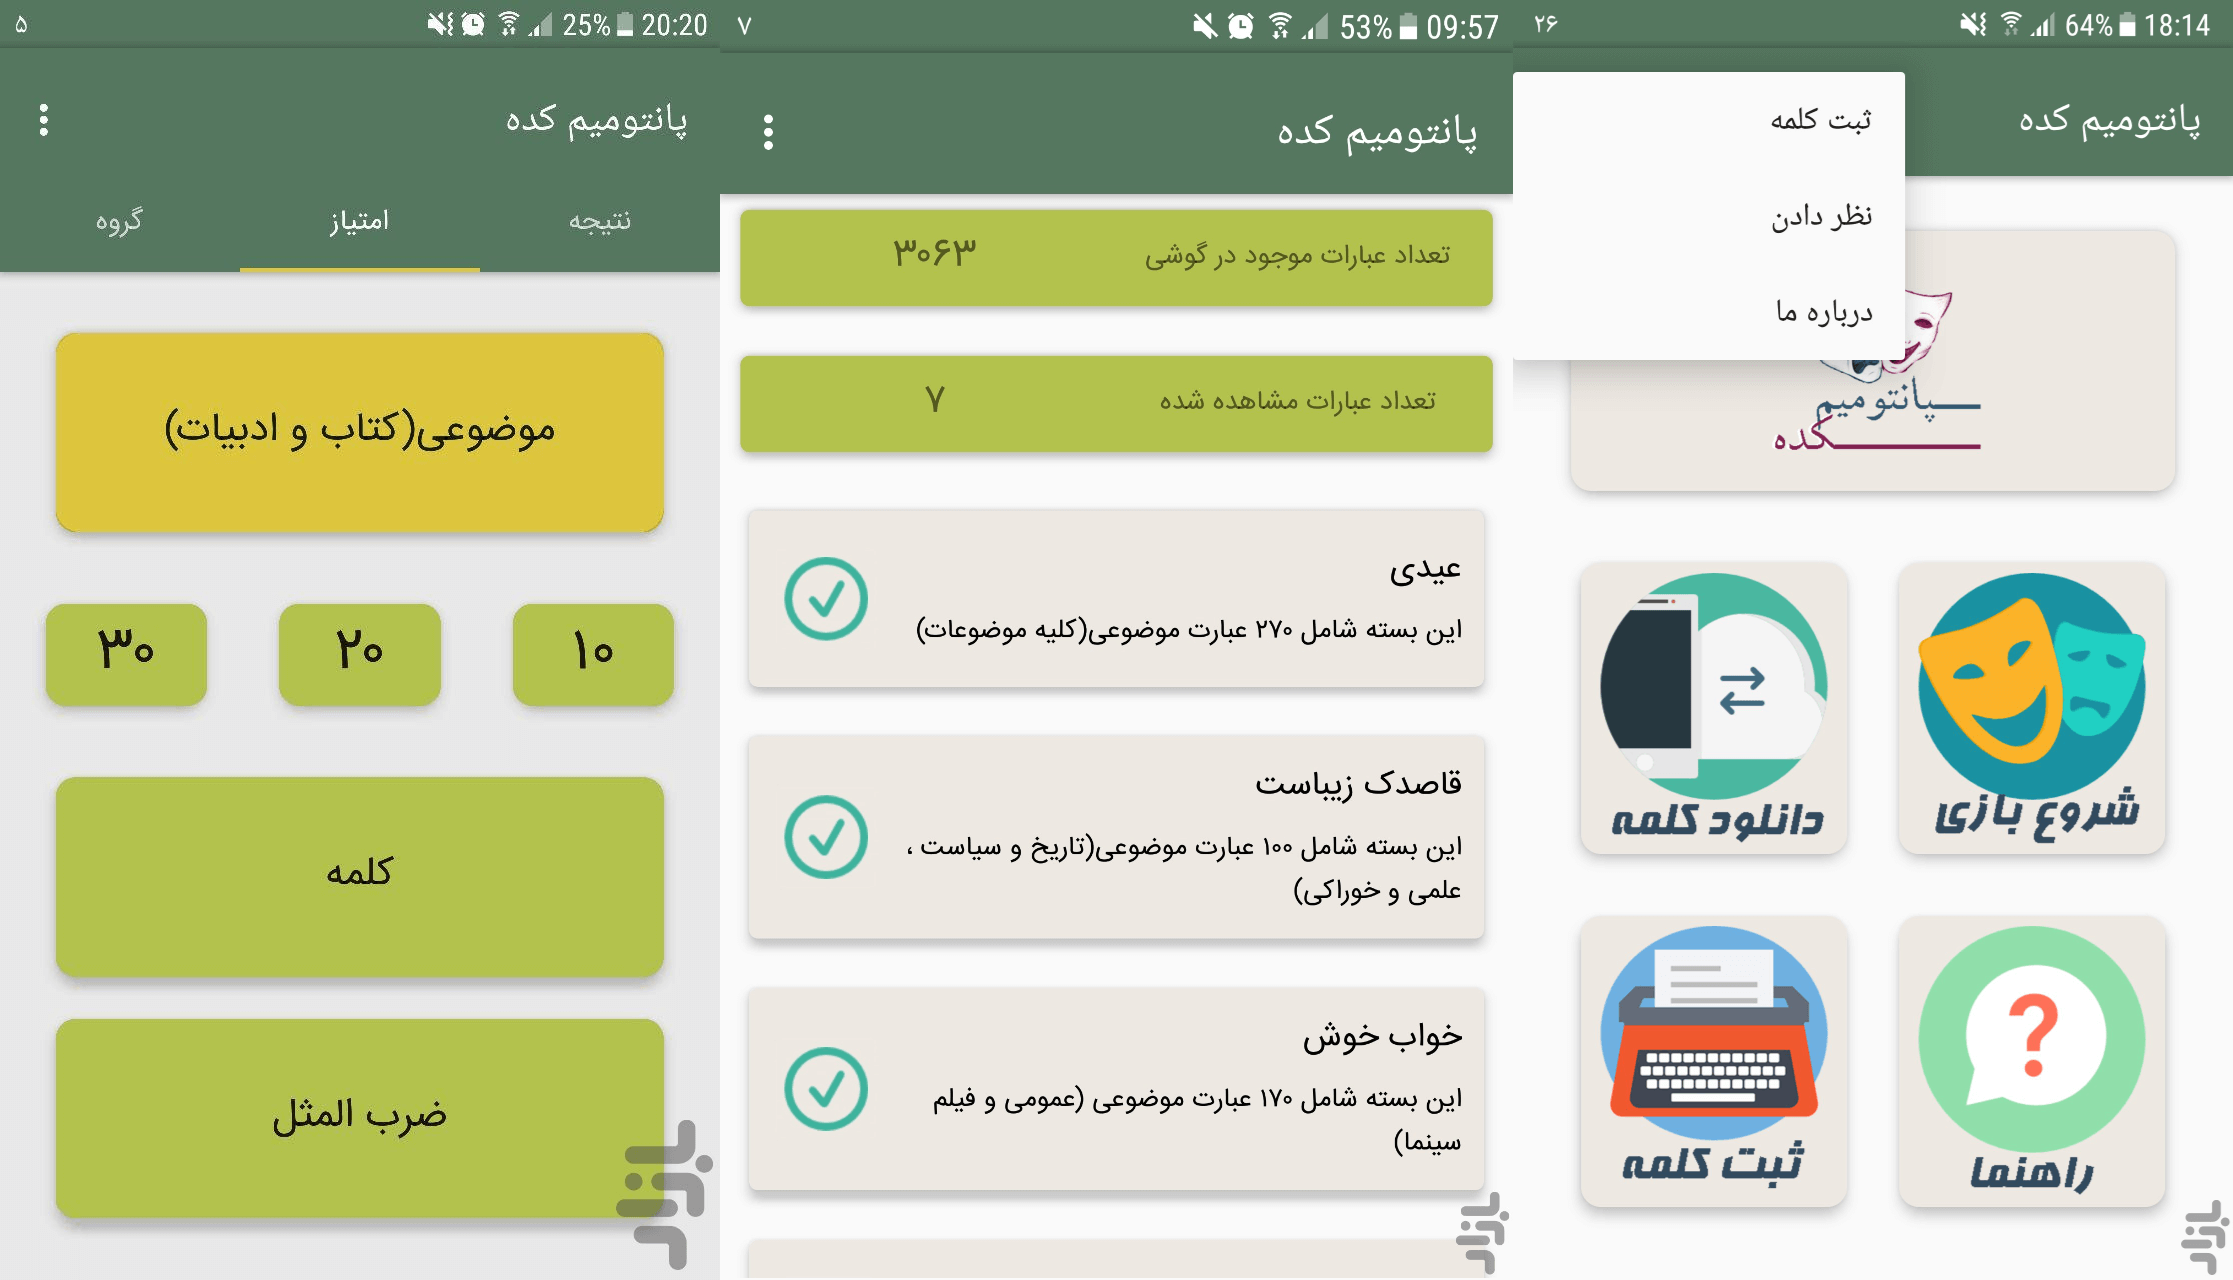 ۵
25%
20:20
پانتومیم کده
نتیجه
امتیاز
گروه
موضوعی(کتاب و ادبیات)
۱۰
۲۰
۳۰
کلمه
ضرب المثل
بازار
۷
53%
09:57
پانتومیم کده
تعداد عبارات موجود در گوشی
۳۰۶۳
تعداد عبارات مشاهده شده
۷
عیدی
این بسته شامل ۲۷۰ عبارت موضوعی(کلیه موضوعات)
قاصدک زیباست
این بسته شامل ۱۰۰ عبارت موضوعی(تاریخ و سیاست ،
علمی و خوراکی)
خواب خوش
این بسته شامل ۱۷۰ عبارت موضوعی (عمومی و فیلم
سینما)
بازار
۲۶
64%
18:14
پانتومیم کده
ثبت کلمه
نظر دادن
درباره ما
پانتومیم
کده
شروع بازی
دانلود کلمه
راهنما
ثبت کلمه
بازار